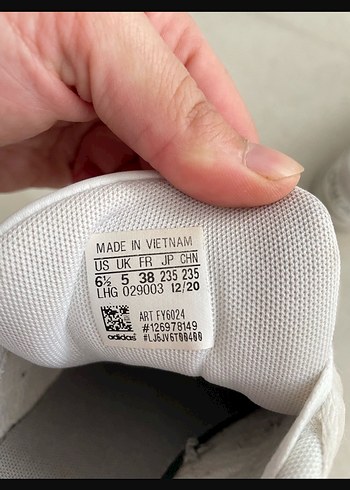 MADE IN VIETNAM
US UK FR JP CHN
6½ 5 38 235 235
LHG 029003 12/20
ART FY6024
#126978149
adidas #LJ5JV6T00400